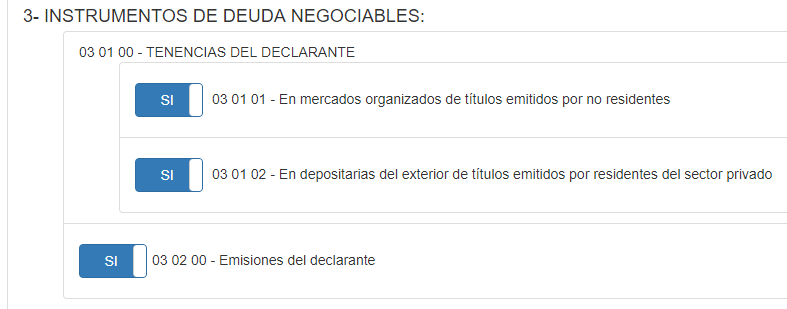 3- INSTRUMENTOS DE DEUDA NEGOCIABLES:
03 01 00 - TENENCIAS DEL DECLARANTE
SI 03 01 01 - En mercados organizados de títulos emitidos por no residentes
SI 03 01 02 - En depositarias del exterior de títulos emitidos por residentes del sector privado
SI 03 02 00 - Emisiones del declarante